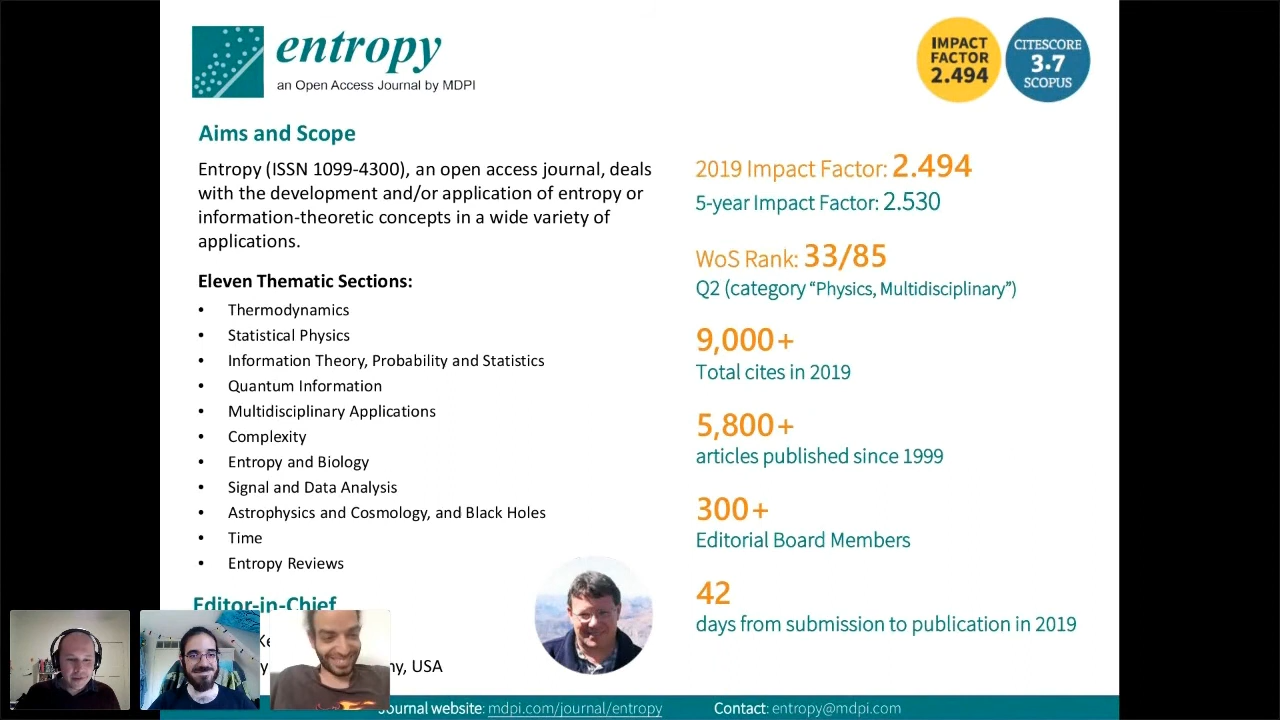 entropy
an Open Access Journal by MDPI
IMPACT
FACTOR
2.494
CITESCORE
3.7
SCOPUS
Aims and Scope
Entropy (ISSN 1099-4300), an open access journal, deals
with the development and/or application of entropy or
information-theoretic concepts in a wide variety of
applications.
Eleven Thematic Sections:
• Thermodynamics
• Statistical Physics
• Information Theory, Probability and Statistics
• Quantum Information
• Multidisciplinary Applications
• Complexity
• Entropy and Biology
• Signal and Data Analysis
• Astrophysics and Cosmology, and Black Holes
• Time
• Entropy Reviews
Editor-in-Chief
USA
2019 Impact Factor: 2.494
5-year Impact Factor: 2.530
WoS Rank: 33/85
Q2 (category “Physics, Multidisciplinary”)
9,000+
Total cites in 2019
5,800+
articles published since 1999
300+
Editorial Board Members
42
days from submission to publication in 2019
Journal website: mdpi.com/journal/entropy
Contact: entropy@mdpi.com